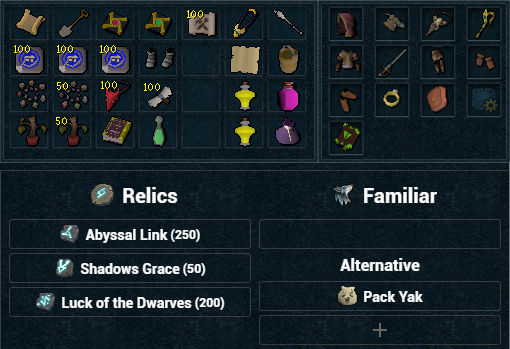 100
100
100
100
50
100
100
50
Relics
Familiar
Abyssal Link (250)
Alternative
Shadows Grace (50)
Pack Yak
Luck of the Dwarves (200)
+